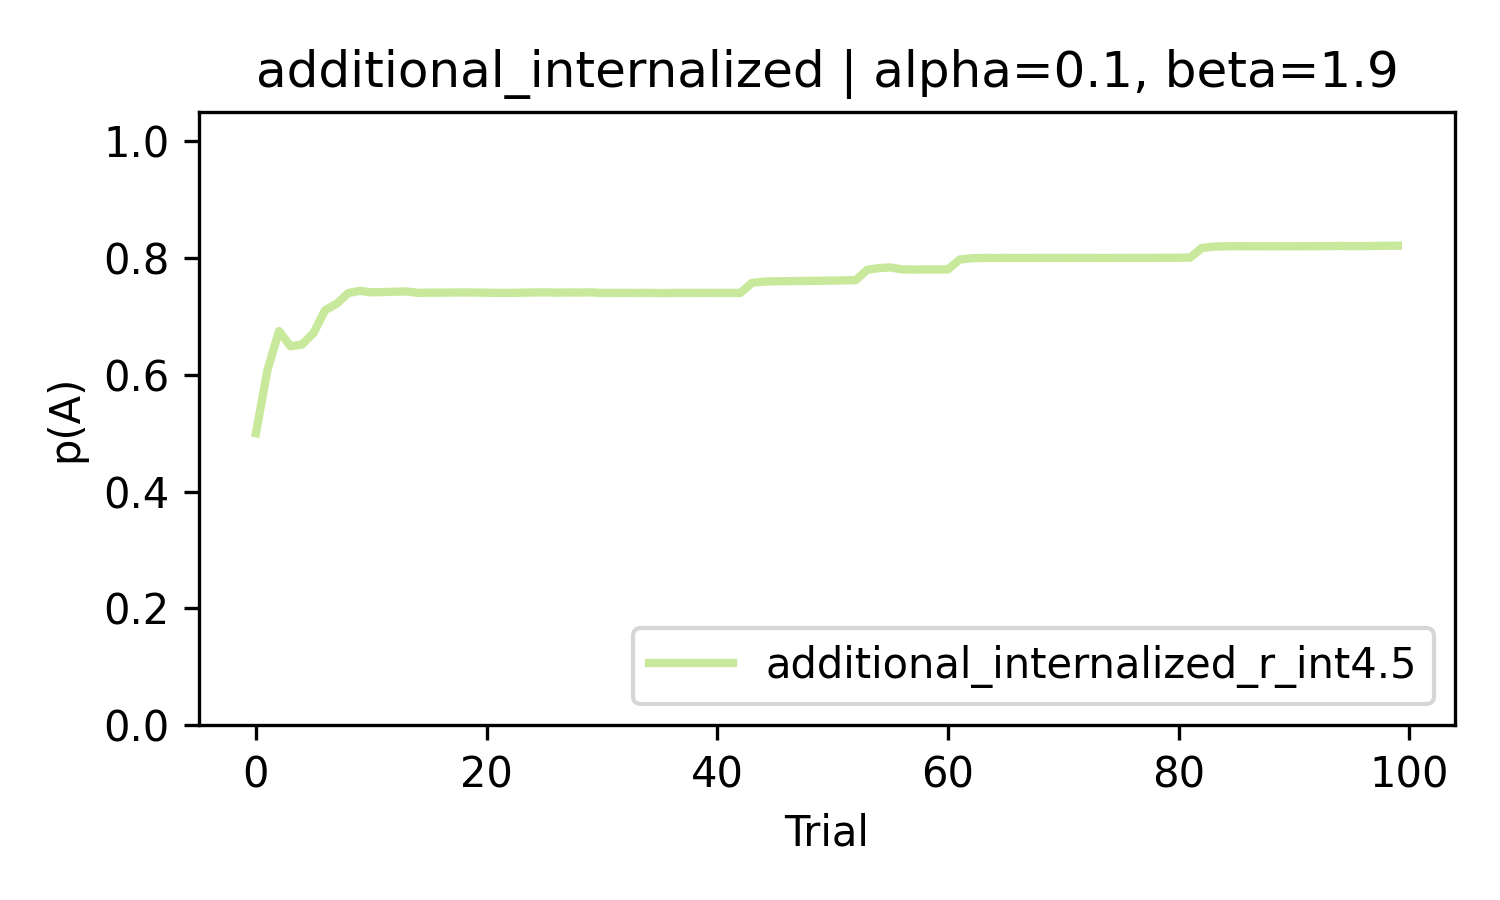 additional_internalized | alpha=0.1, beta=1.9
1.0
0.8
0.6
0.4
0.2
0.0
p(A)
additional_internalized_r_int4.5
0 20 40 60 80 100
Trial